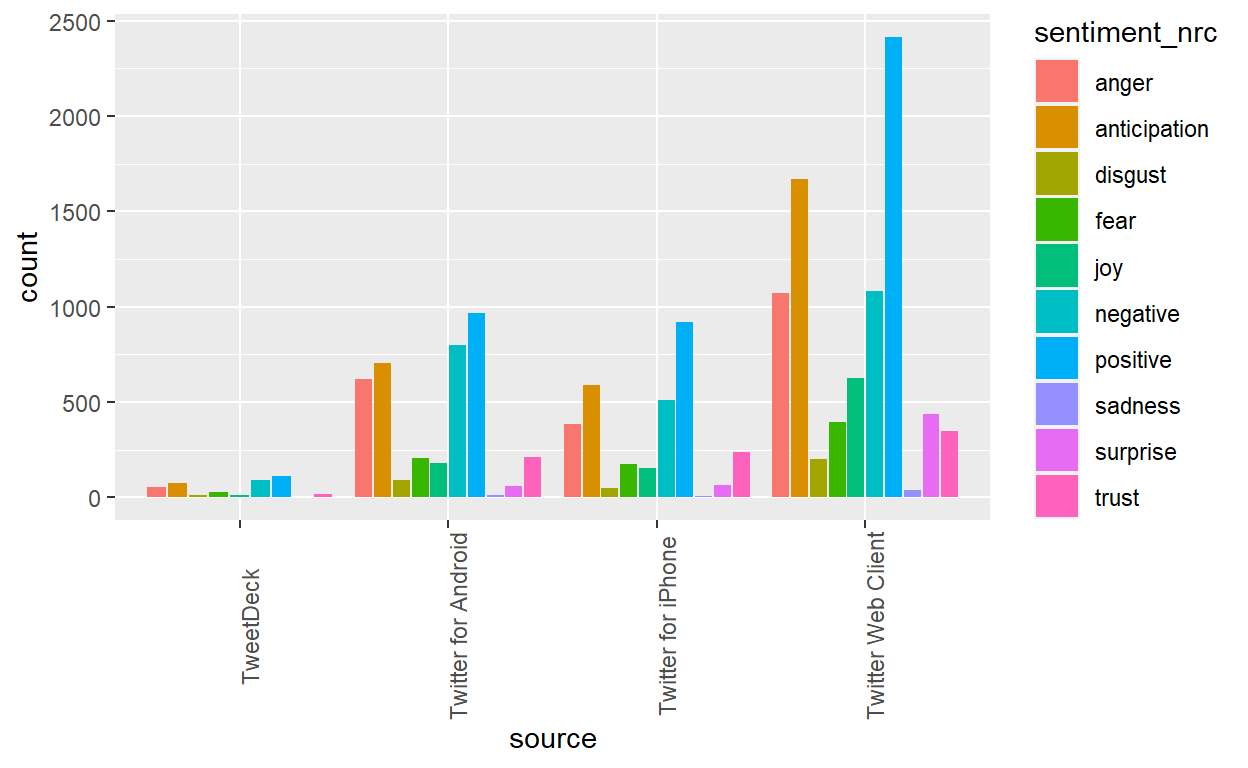 2500
2000
1500
1000
500
0
count
TweetDeck
Twitter for Android
Twitter for iPhone
Twitter Web Client
source
sentiment_nrc
anger
anticipation
disgust
fear
joy
negative
positive
sadness
surprise
trust